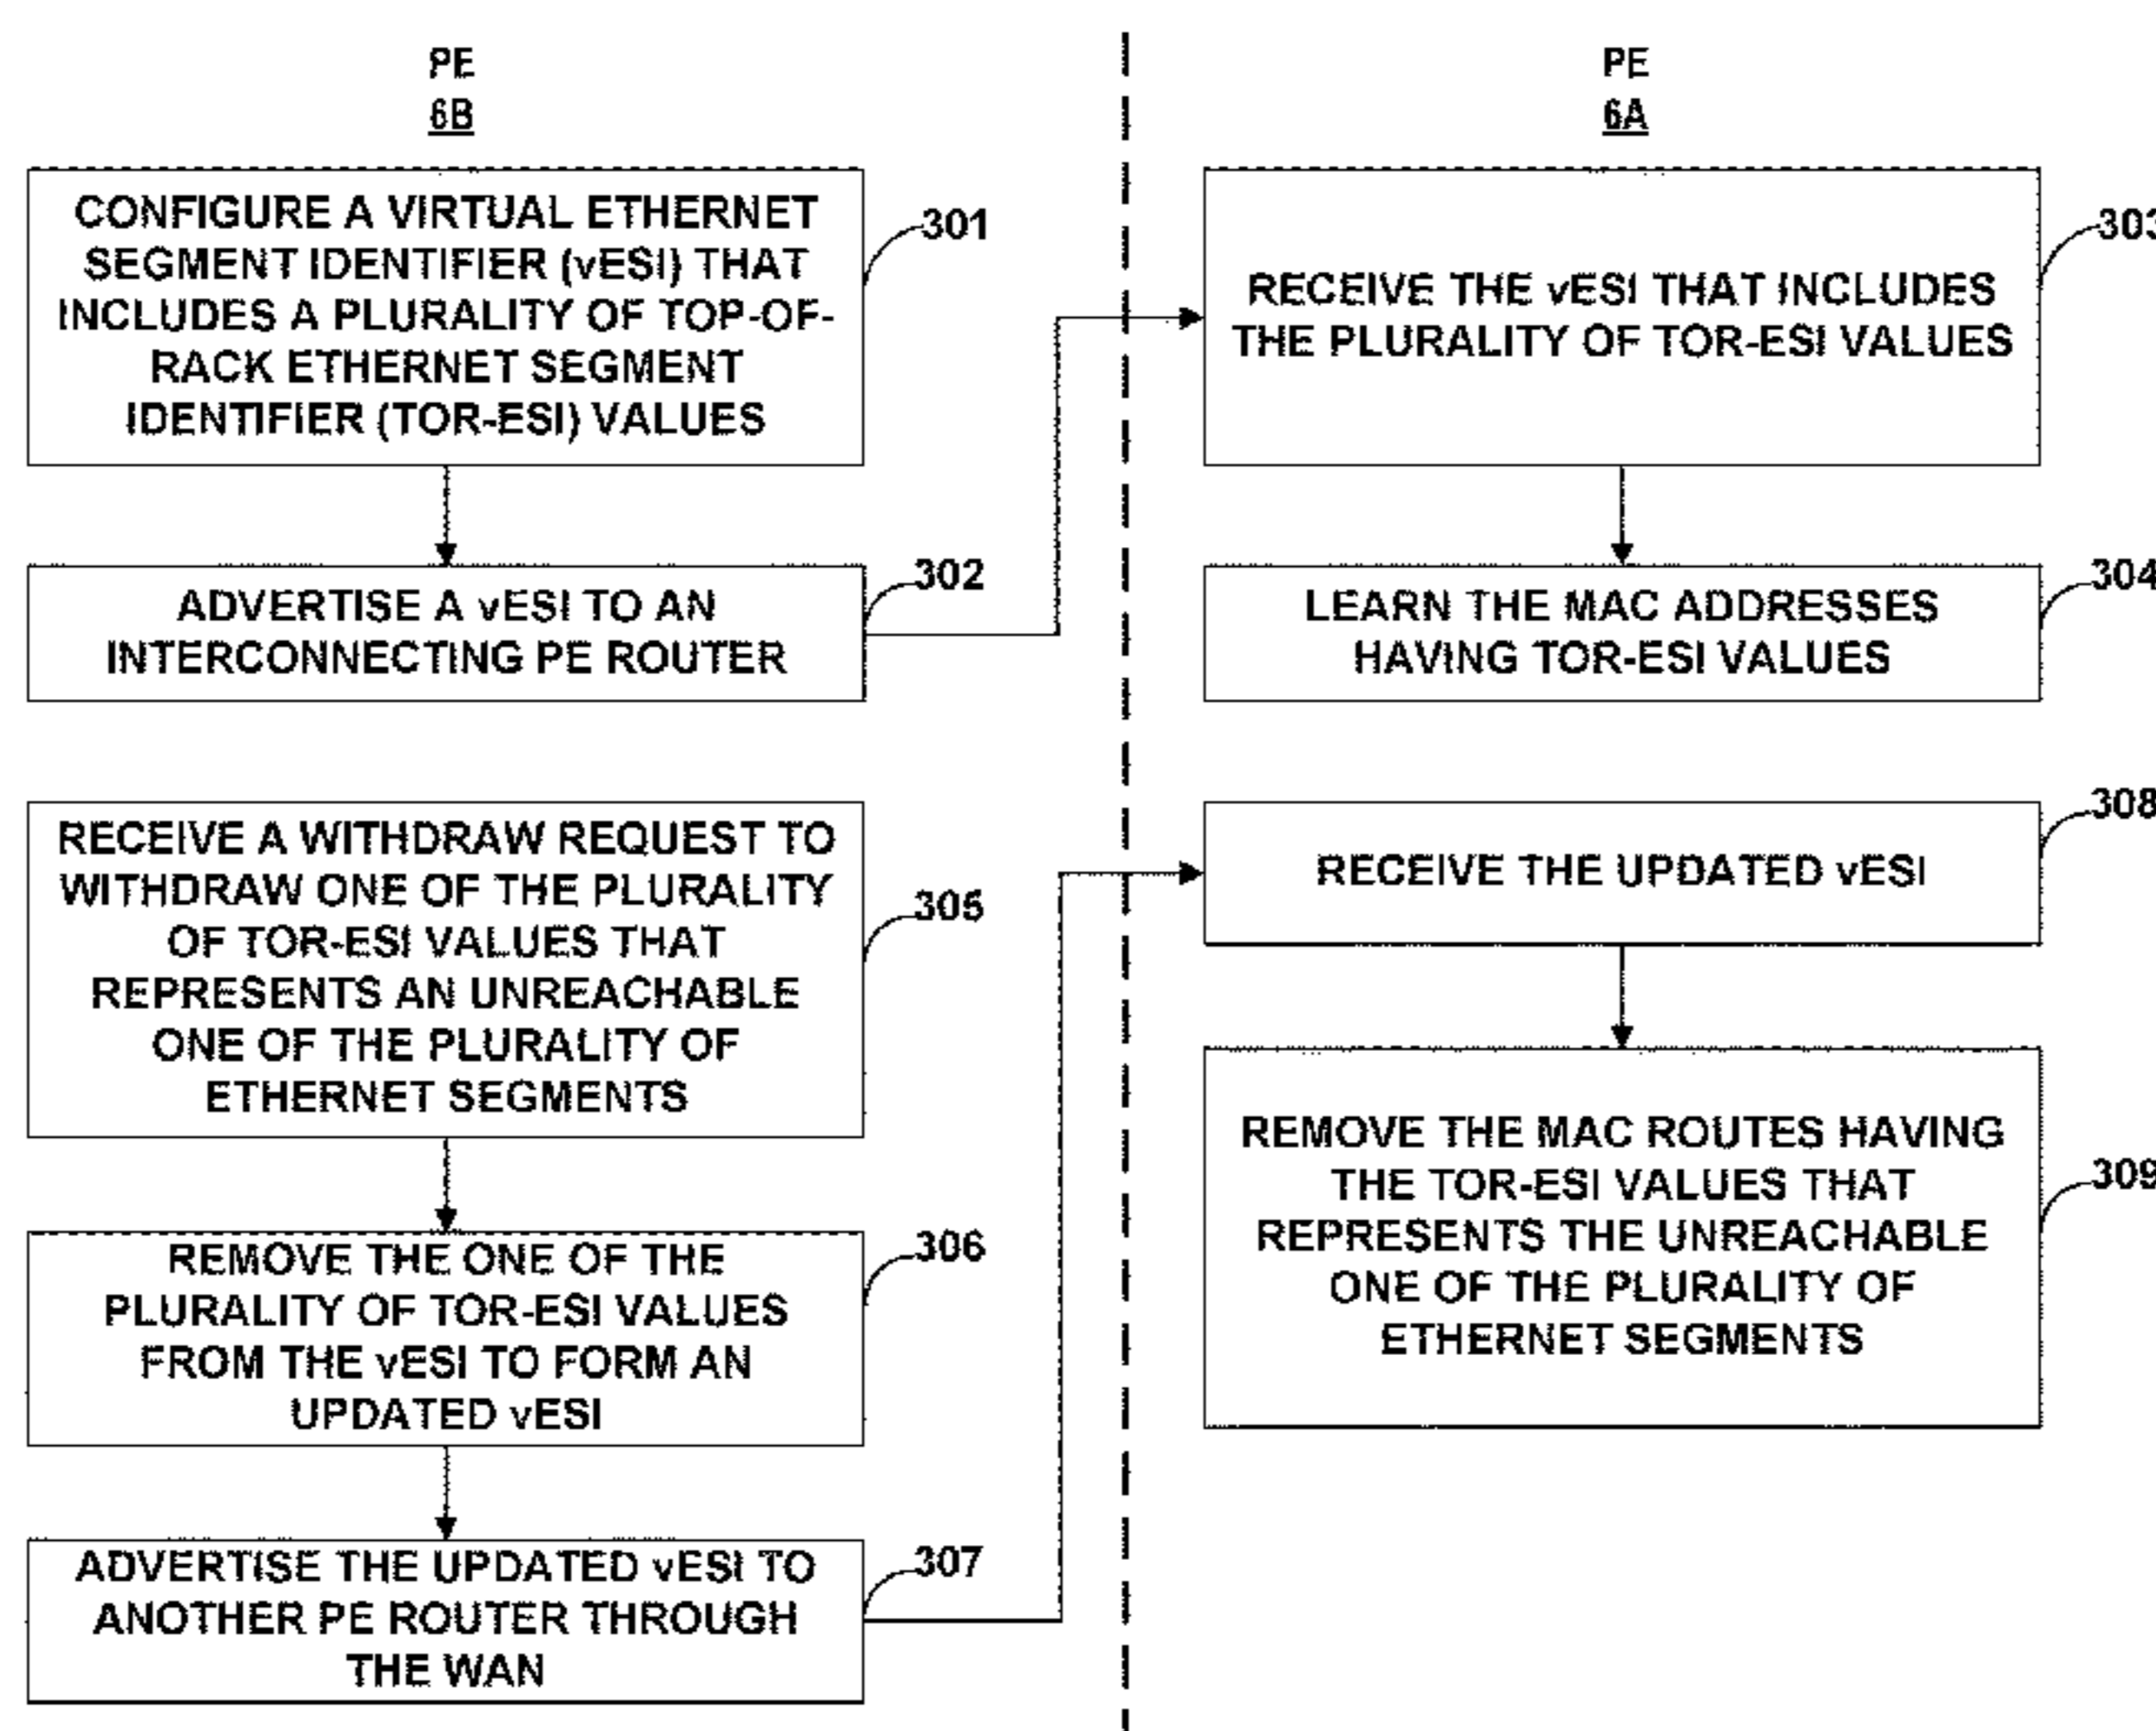 PE
6B
CONFIGURE A VIRTUAL ETHERNET
SEGMENT IDENTIFIER (vESI) THAT
INCLUDES A PLURALITY OF TOP-OF-
RACK ETHERNET SEGMENT
IDENTIFIER (TOR-ESI) VALUES
301
ADVERTISE A vESI TO AN
INTERCONNECTING PE ROUTER
302
RECEIVE A WITHDRAW REQUEST TO
WITHDRAW ONE OF THE PLURALITY
OF TOR-ESI VALUES THAT
REPRESENTS AN UNREACHABLE
ONE OF THE PLURALITY OF
ETHERNET SEGMENTS
305
REMOVE THE ONE OF THE
PLURALITY OF TOR-ESI VALUES
FROM THE vESI TO FORM AN
UPDATED vESI
306
ADVERTISE THE UPDATED vESI TO
ANOTHER PE ROUTER THROUGH
THE WAN
307
PE
6A
RECEIVE THE vESI THAT INCLUDES
THE PLURALITY OF TOR-ESI VALUES
303
LEARN THE MAC ADDRESSES
HAVING TOR-ESI VALUES
304
RECEIVE THE UPDATED vESI
308
REMOVE THE MAC ROUTES HAVING
THE TOR-ESI VALUES THAT
REPRESENTS THE UNREACHABLE
ONE OF THE PLURALITY OF
ETHERNET SEGMENTS
309